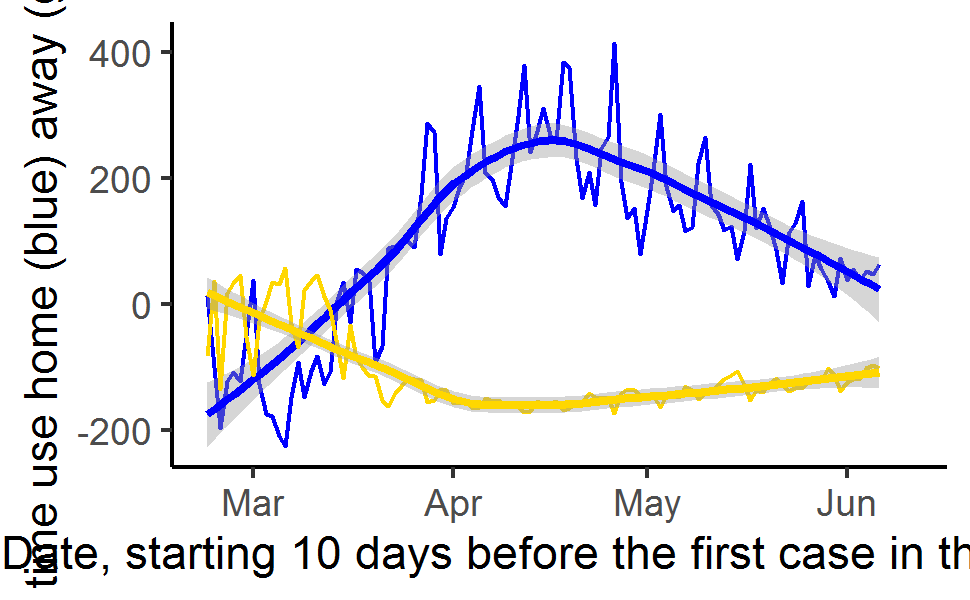 time use home (blue) away (
400
200
0
-200
Mar Apr May Jun
Date, starting 10 days before the first case in th